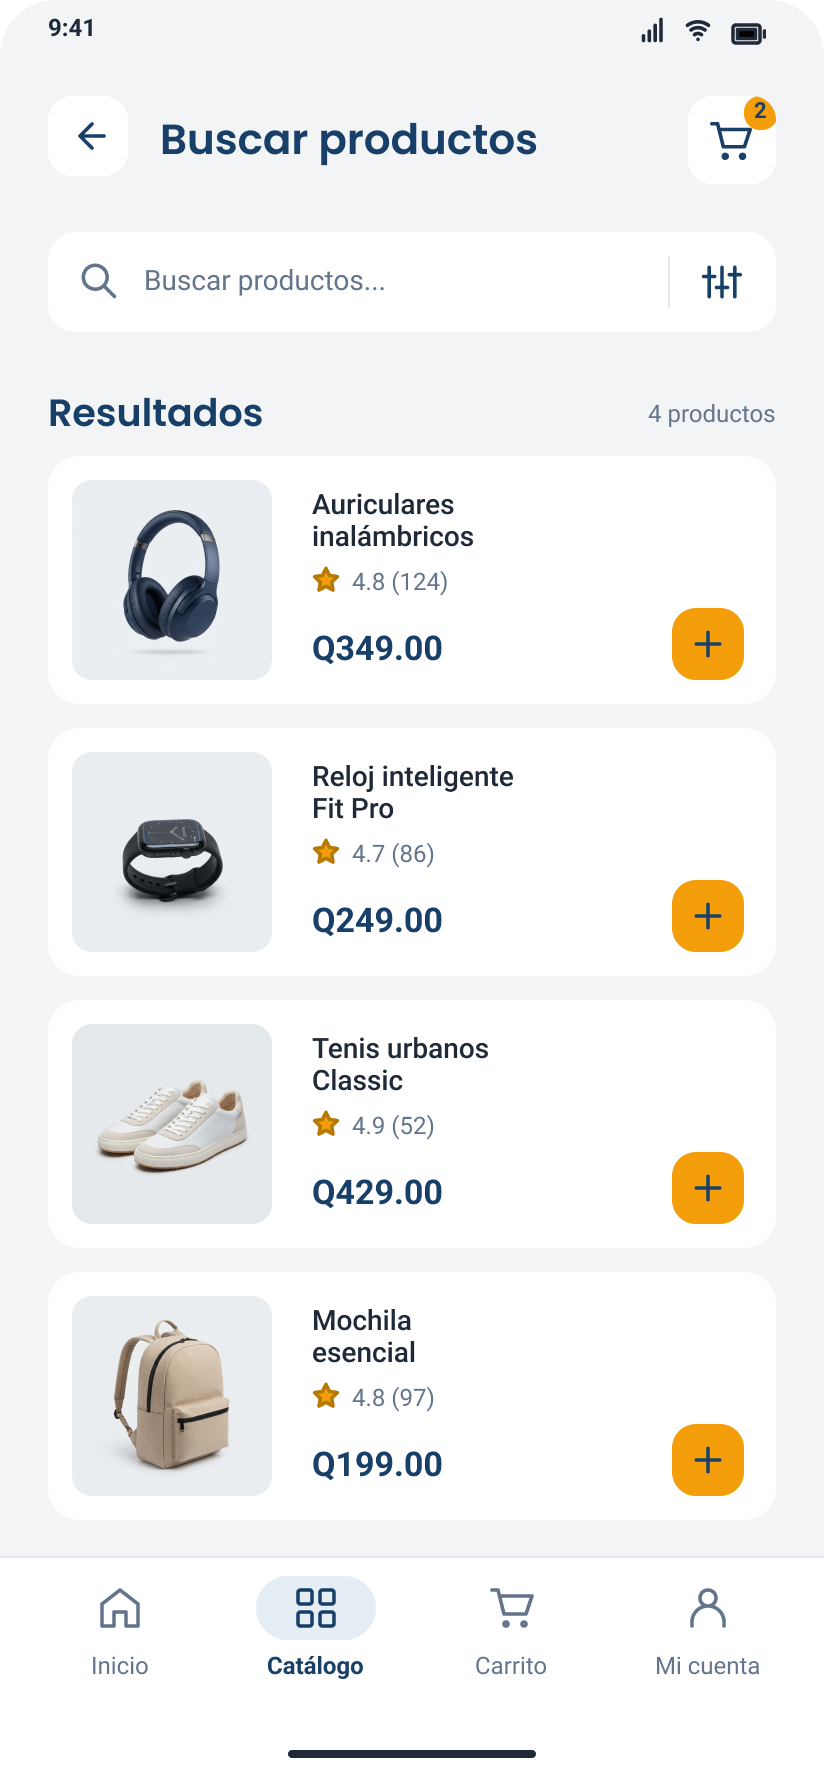 9:41
Buscar productos
2
Buscar productos...
Resultados
4 productos
Auriculares
inalámbricos
4.8 (124)
Q349.00
Reloj inteligente
Fit Pro
4.7 (86)
Q249.00
Tenis urbanos
Classic
4.9 (52)
Q429.00
Mochila
esencial
4.8 (97)
Q199.00
Inicio
Catálogo
Carrito
Mi cuenta